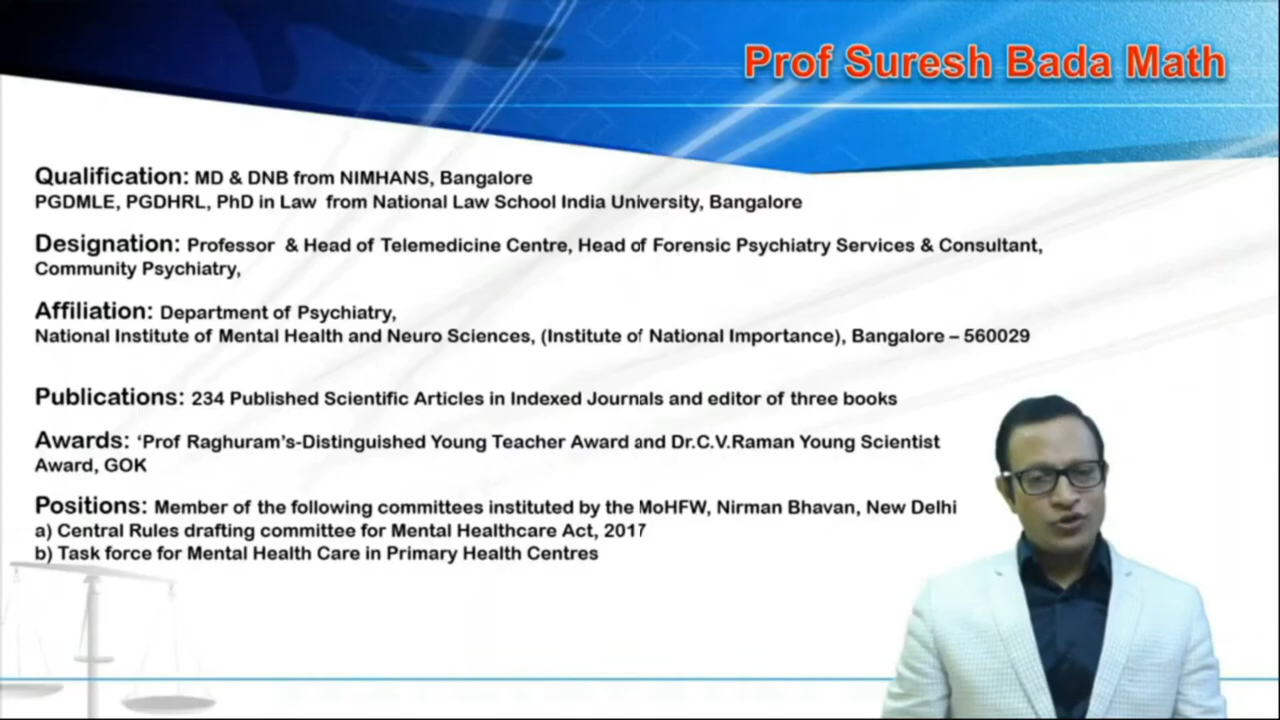 Prof Suresh Bada Math
Qualification: MD & DNB from NIMHANS, Bangalore
PGDMLE, PGDHRL, PhD in Law from National Law School India University, Bangalore
Designation: Professor & Head of Telemedicine Centre, Head of Forensic Psychiatry Services & Consultant,
Community Psychiatry,
Affiliation: Department of Psychiatry,
National Institute of Mental Health and Neuro Sciences, (Institute of National Importance), Bangalore – 560029
Publications: 234 Published Scientific Articles in Indexed Journals and editor of three books
Awards: ‘Prof Raghuram’s-Distinguished Young Teacher Award and Dr.C.V.Raman Young Scientist
Award, GOK
Positions: Member of the following committees instituted by the MoHFW, Nirman Bhavan, New Delhi
a) Central Rules drafting committee for Mental Healthcare Act, 2017
b) Task force for Mental Health Care in Primary Health Centres